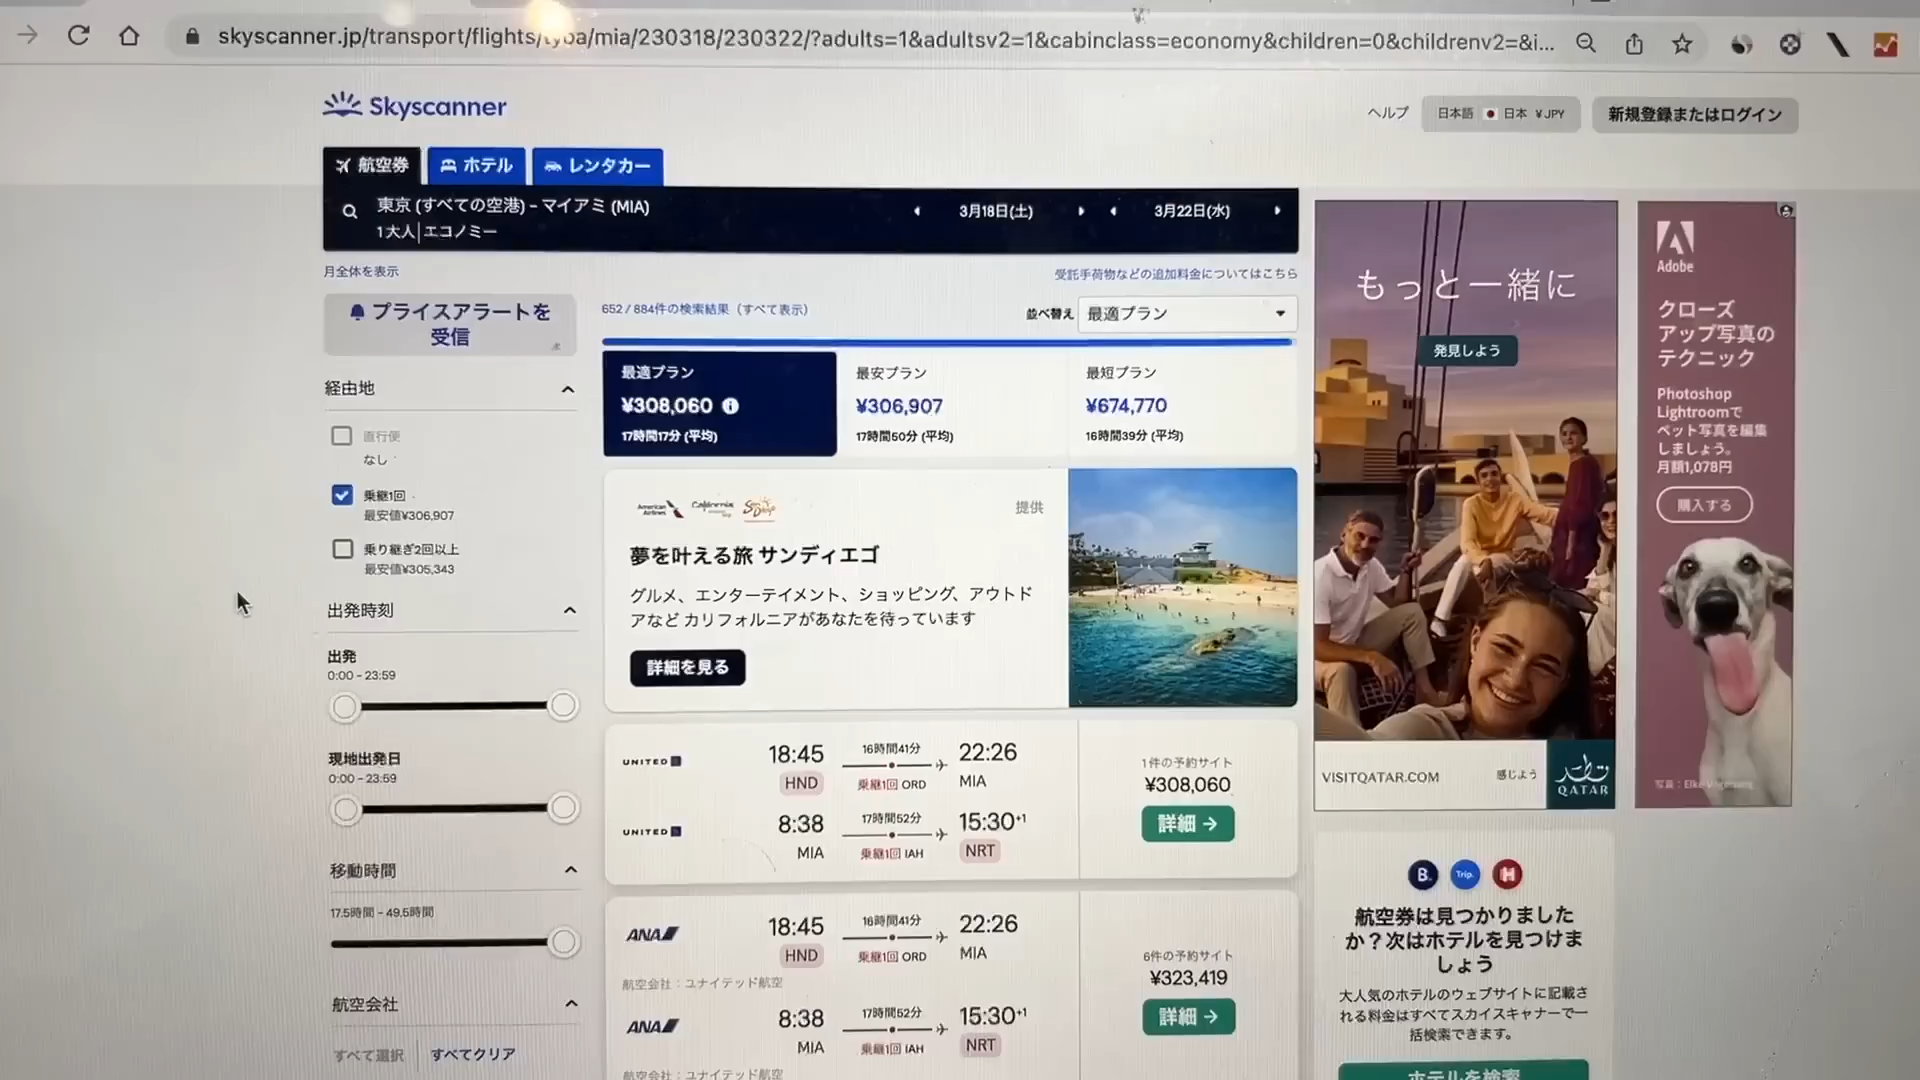 skyscanner.jp/transport/flights/tyoa/mia/230318/230322/?adults=1&adultsv2=1&cabinclass=economy&children=0&childrenv2=&i...
Skyscanner
ヘルプ
日本語 日本 ¥ JPY
新規登録またはログイン
航空券
ホテル
レンタカー
東京 (すべての空港) - マイアミ (MIA)
1 大人 エコノミー
3月18日(土)
3月22日(水)
月全体を表示
受託手荷物などの追加料金についてはこちら
プライスアラートを
受信
652 / 884件の検索結果 (すべて表示)
並べ替え 最適プラン
最適プラン
¥308,060
17時間17分 (平均)
最安プラン
¥306,907
17時間50分 (平均)
最短プラン
¥674,770
16時間39分 (平均)
経由地
直行便
なし
乗継1回
最安値¥306,907
乗り継ぎ2回以上
最安値¥305,343
出発時刻
出発
0:00 - 23:59
現地出発日
0:00 - 23:59
移動時間
17.5時間 - 49.5時間
航空会社
すべて選択
すべてクリア
American Airlines
California
San Diego
提供
夢を叶える旅 サンディエゴ
グルメ、エンターテイメント、ショッピング、アウトド
アなど カリフォルニアがあなたを待っています
詳細を見る
UNITED
18:45
HND
16時間41分
乗継1回 ORD
22:26
MIA
UNITED
8:38
MIA
17時間52分
乗継1回 IAH
15:30+1
NRT
1件の予約サイト
¥308,060
詳細 →
ANA
18:45
HND
16時間41分
乗継1回 ORD
22:26
MIA
航空会社:ユナイテッド航空
ANA
8:38
MIA
17時間52分
乗継1回 IAH
15:30+1
NRT
航空会社:ユナイテッド航空
6件の予約サイト
¥323,419
詳細 →
もっと一緒に
発見しよう
VISITQATAR.COM
感じよう
QATAR
Adobe
クローズ
アップ写真の
テクニック
Photoshop
Lightroomで
ペット写真を編集
しましょう。
月額1,078円
購入する
B.
Trip.
H
航空券は見つかりました
か?次はホテルを見つけま
しょう
大人気のホテルのウェブサイトに記載さ
れる料金はすべてスカイスキャナーで一
括検索できます。
ホテルを検索